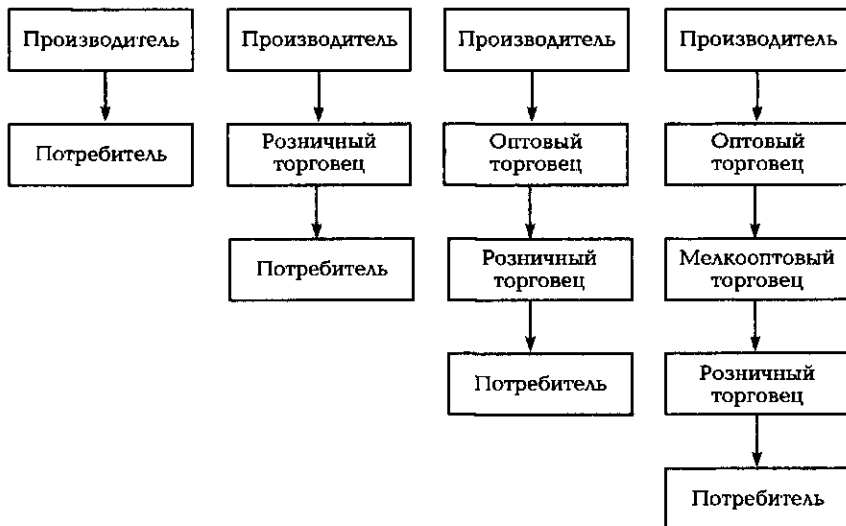 Производитель
Производитель
Производитель
Производитель
Потребитель
Розничный
торговец
Оптовый
торговец
Оптовый
торговец
Потребитель
Розничный
торговец
Мелкооптовый
торговец
Потребитель
Розничный
торговец
Потребитель